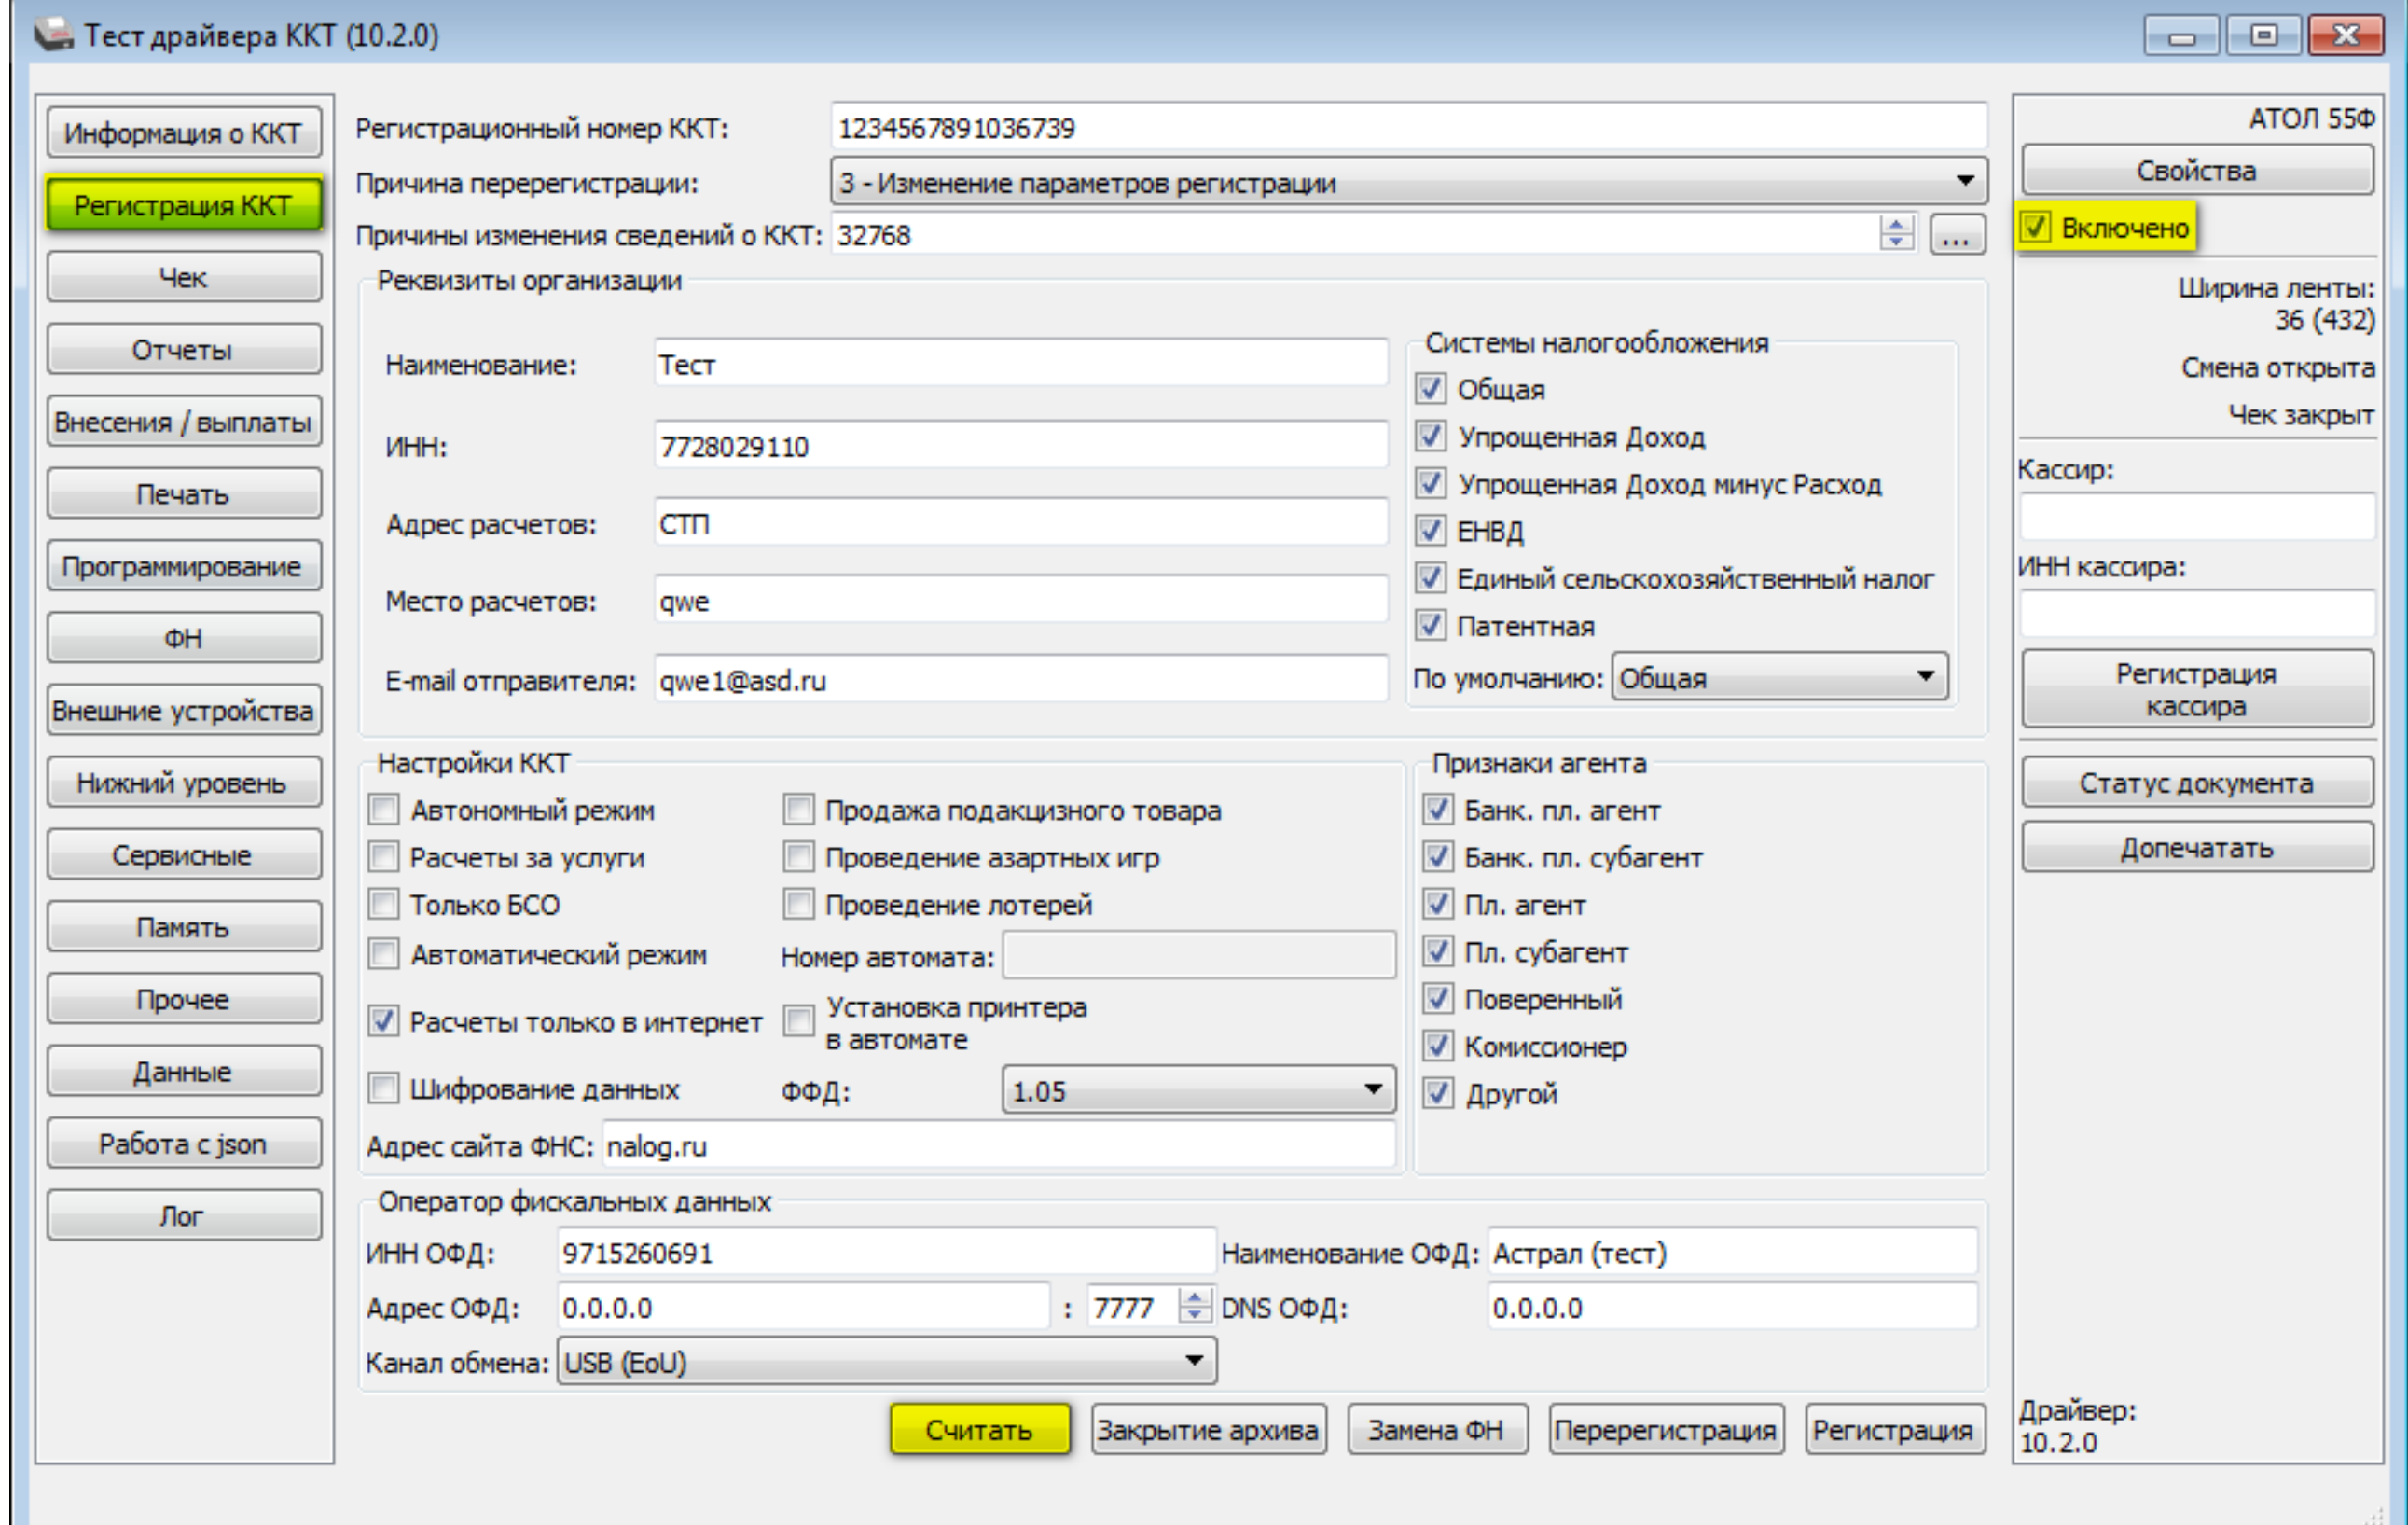 Тест драйвера ККТ (10.2.0)
Информация о ККТ
Регистрация ККТ
Чек
Отчеты
Внесения / выплаты
Печать
Программирование
ФН
Внешние устройства
Нижний уровень
Сервисные
Память
Прочее
Данные
Работа с json
Лог
Регистрационный номер ККТ: 1234567891036739
Причина перерегистрации: 3 - Изменение параметров регистрации
Причины изменения сведений о ККТ: 32768 ...
Реквизиты организации
Наименование: Тест
ИНН: 7728029110
Адрес расчетов: СТП
Место расчетов: qwe
E-mail отправителя: qwe1@asd.ru
Системы налогообложения
Общая
Упрощенная Доход
Упрощенная Доход минус Расход
ЕНВД
Единый сельскохозяйственный налог
Патентная
По умолчанию: Общая
Настройки ККТ
Автономный режим
Продажа подакцизного товара
Расчеты за услуги
Проведение азартных игр
Только БСО
Проведение лотерей
Автоматический режим
Номер автомата:
Расчеты только в интернет
Установка принтера
в автомате
Шифрование данных
ФФД: 1.05
Адрес сайта ФНС: nalog.ru
Признаки агента
Банк. пл. агент
Банк. пл. субагент
Пл. агент
Пл. субагент
Поверенный
Комиссионер
Другой
Оператор фискальных данных
ИНН ОФД: 9715260691 Наименование ОФД: Астрал (тест)
Адрес ОФД: 0.0.0.0 : 7777 DNS ОФД: 0.0.0.0
Канал обмена: USB (EoU)
Считать
Закрытие архива
Замена ФН
Перерегистрация
Регистрация
АТОЛ 55Ф
Свойства
Включено
Ширина ленты:
36 (432)
Смена открыта
Чек закрыт
Кассир:
ИНН кассира:
Регистрация
кассира
Статус документа
Допечатать
Драйвер:
10.2.0